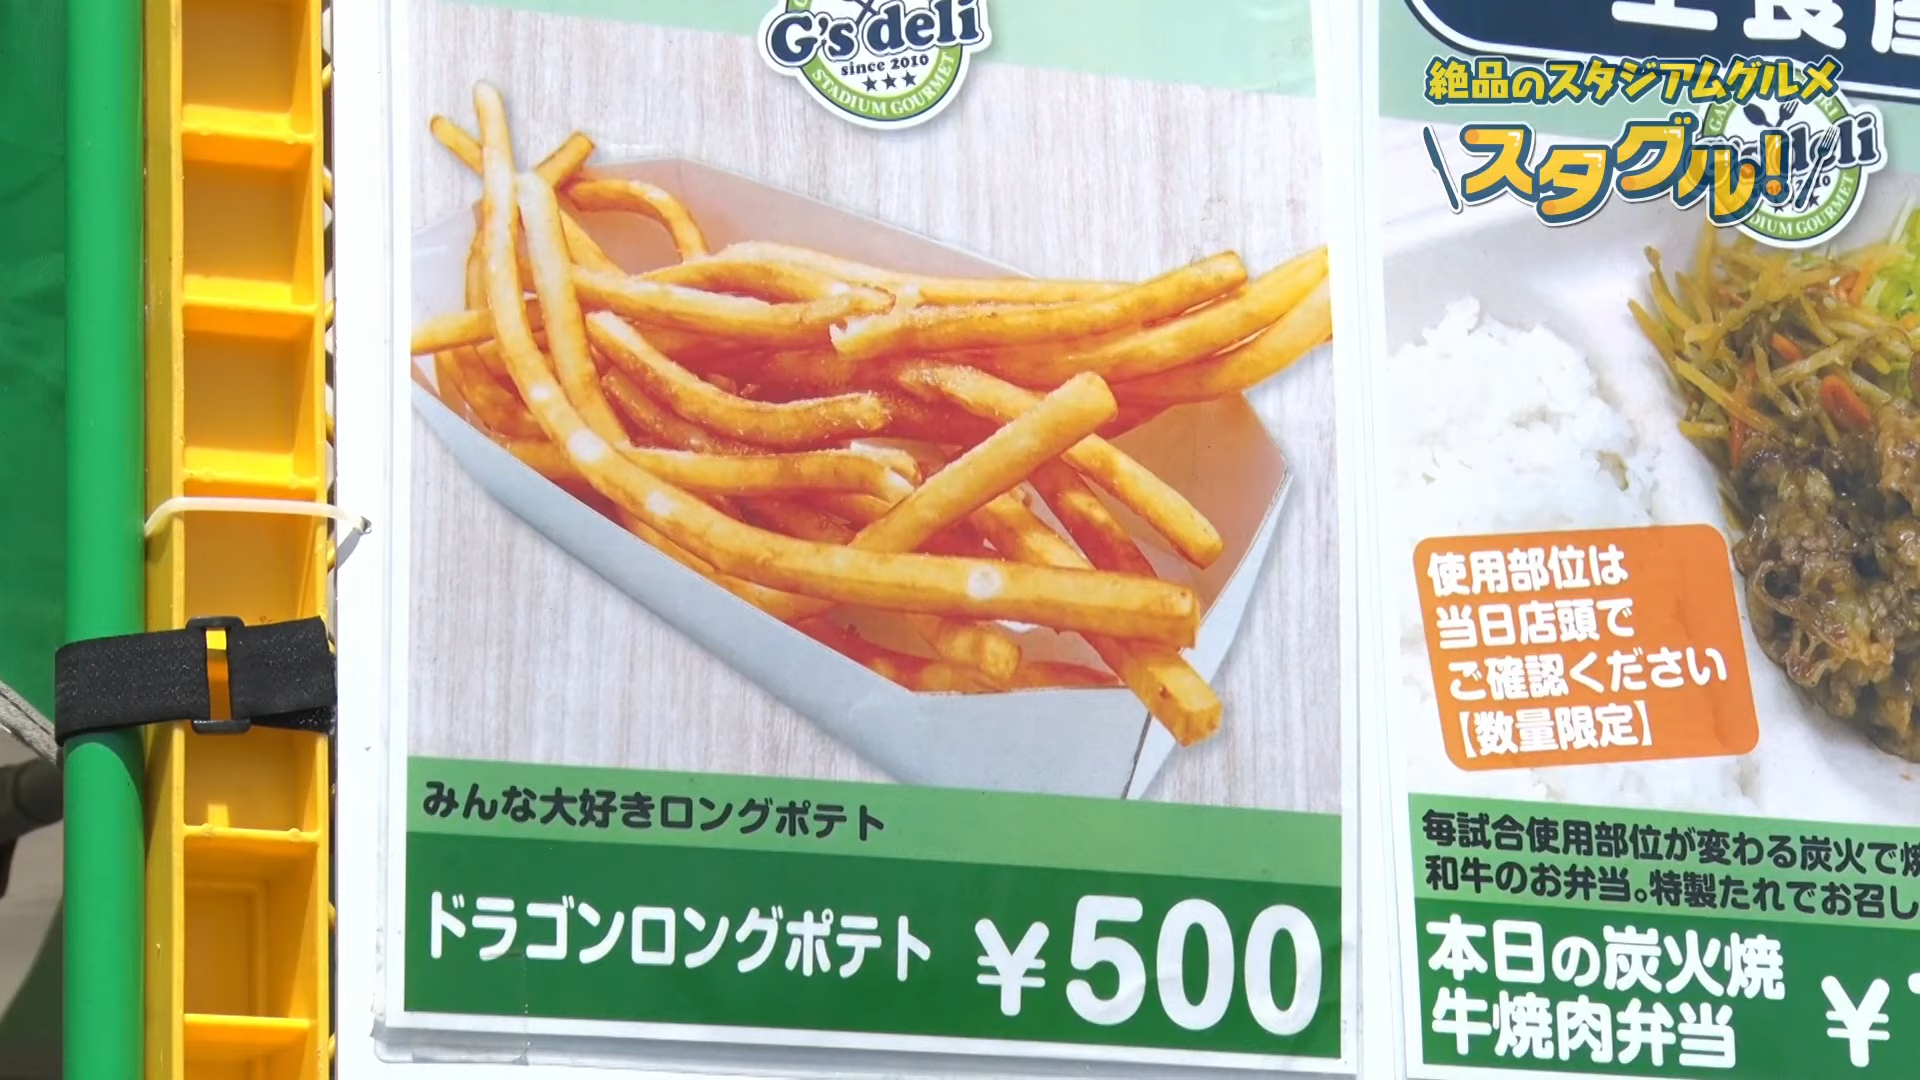 G's deli
since 2010
STADIUM GOURMET
絶品のスタジアムグルメ
スタグル!
使用部位は
当日店頭で
ご確認ください
【数量限定】
みんな大好きロングポテト
ドラゴンロングポテト ¥500
毎試合使用部位が変わる炭火で焼
和牛のお弁当。特製たれでお召し
本日の炭火焼
牛焼肉弁当 ¥